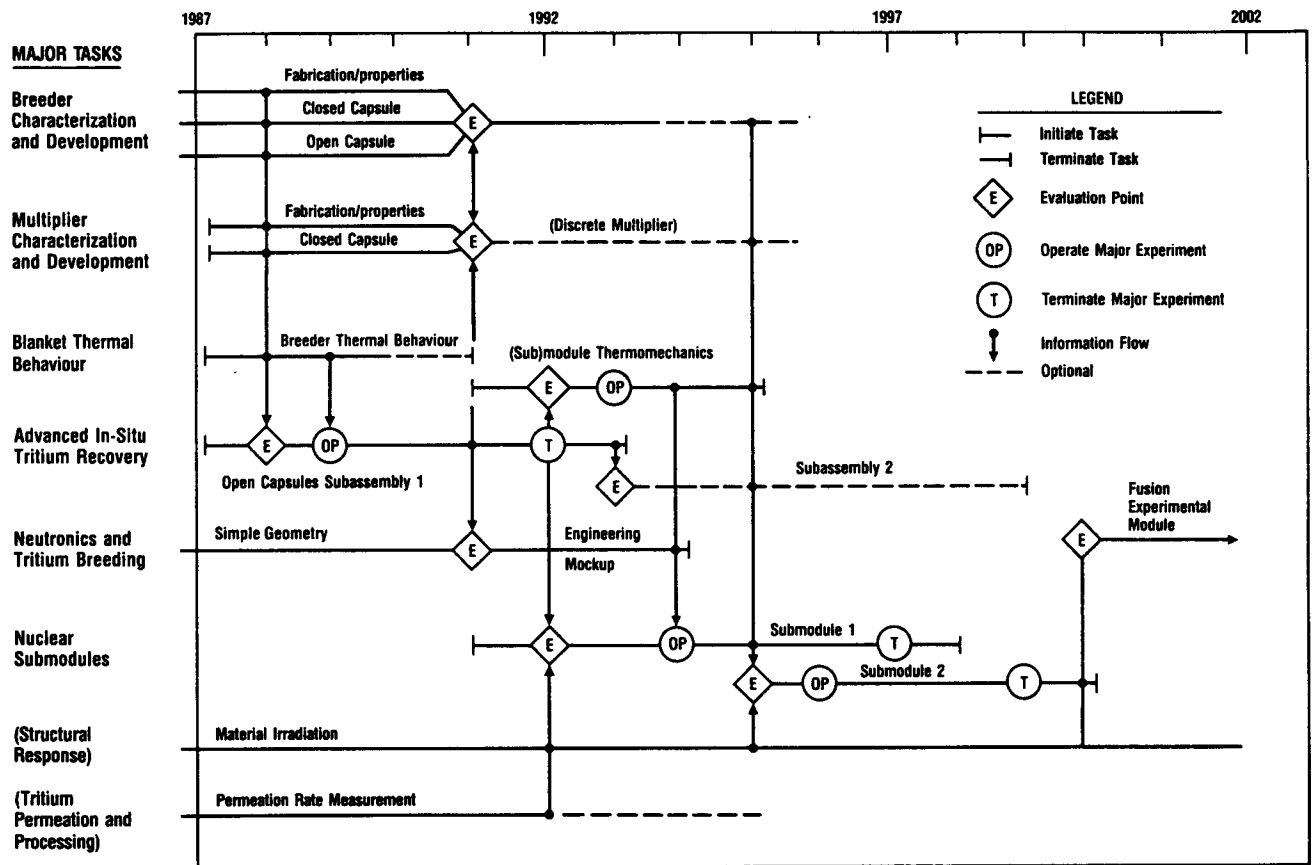 1987 1992 1997 2002
MAJOR TASKS
Breeder
Characterization
and Development
Fabrication/properties
Closed Capsule
Open Capsule
E
LEGEND
Initiate Task
Terminate Task
E Evaluation Point
OP Operate Major Experiment
T Terminate Major Experiment
Information Flow
Optional
Multiplier
Characterization
and Development
Fabrication/properties
Closed Capsule
E
(Discrete Multiplier)
Blanket Thermal
Behaviour
Breeder Thermal Behaviour
(Sub)module Thermomechanics
E OP
Advanced In-Situ
Tritium Recovery
E OP T
Open Capsules Subassembly 1
E
Subassembly 2
Neutronics and
Tritium Breeding
Simple Geometry
E
Engineering
Mockup
Fusion
Experimental
Module
E
Nuclear
Submodules
E OP
Submodule 1
T
E OP
Submodule 2
T
(Structural
Response)
Material Irradiation
(Tritium
Permeation and
Processing)
Permeation Rate Measurement